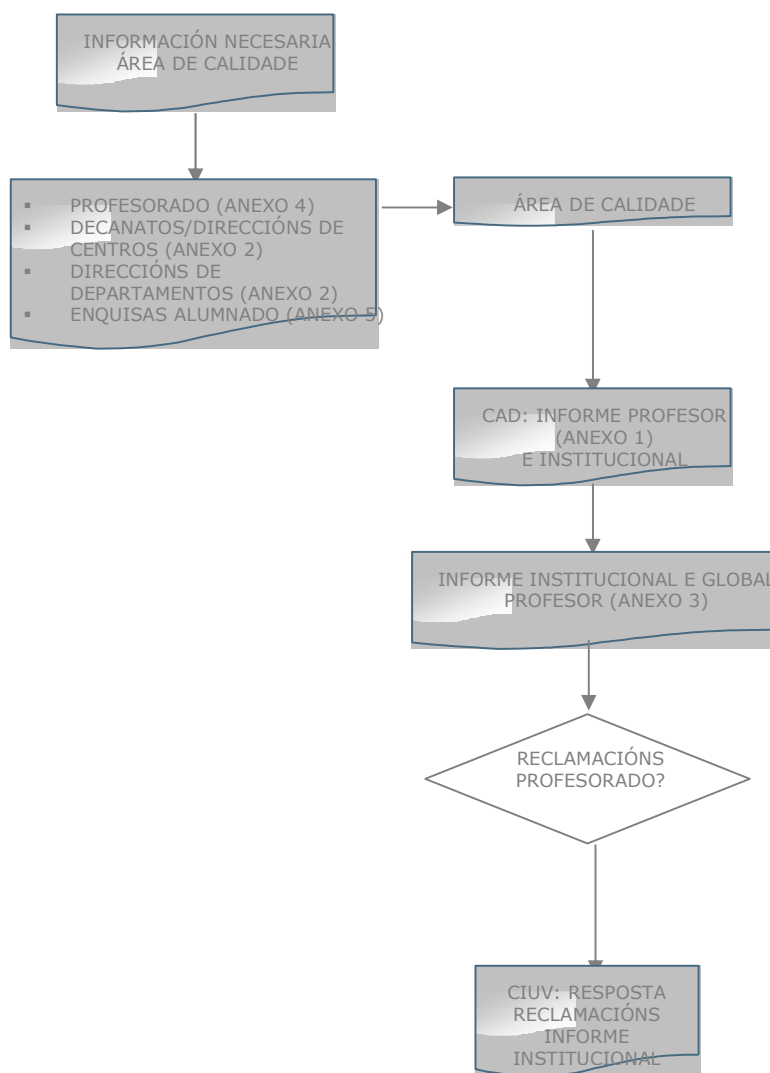 INFORMACIÓN NECESARIA
ÁREA DE CALIDADE
▪ PROFESORADO (ANEXO 4)
▪ DECANATOS/DIRECCIÓNS DE
CENTROS (ANEXO 2)
▪ DIRECCIÓNS DE
DEPARTAMENTOS (ANEXO 2)
▪ ENQUISAS ALUMNADO (ANEXO 5)
ÁREA DE CALIDADE
CAD: INFORME PROFESOR
(ANEXO 1)
E INSTITUCIONAL
INFORME INSTITUCIONAL E GLOBAL
PROFESOR (ANEXO 3)
RECLAMACIÓNS
PROFESORADO?
CIUV: RESPOSTA
RECLAMACIÓNS
INFORME
INSTITUCIONAL